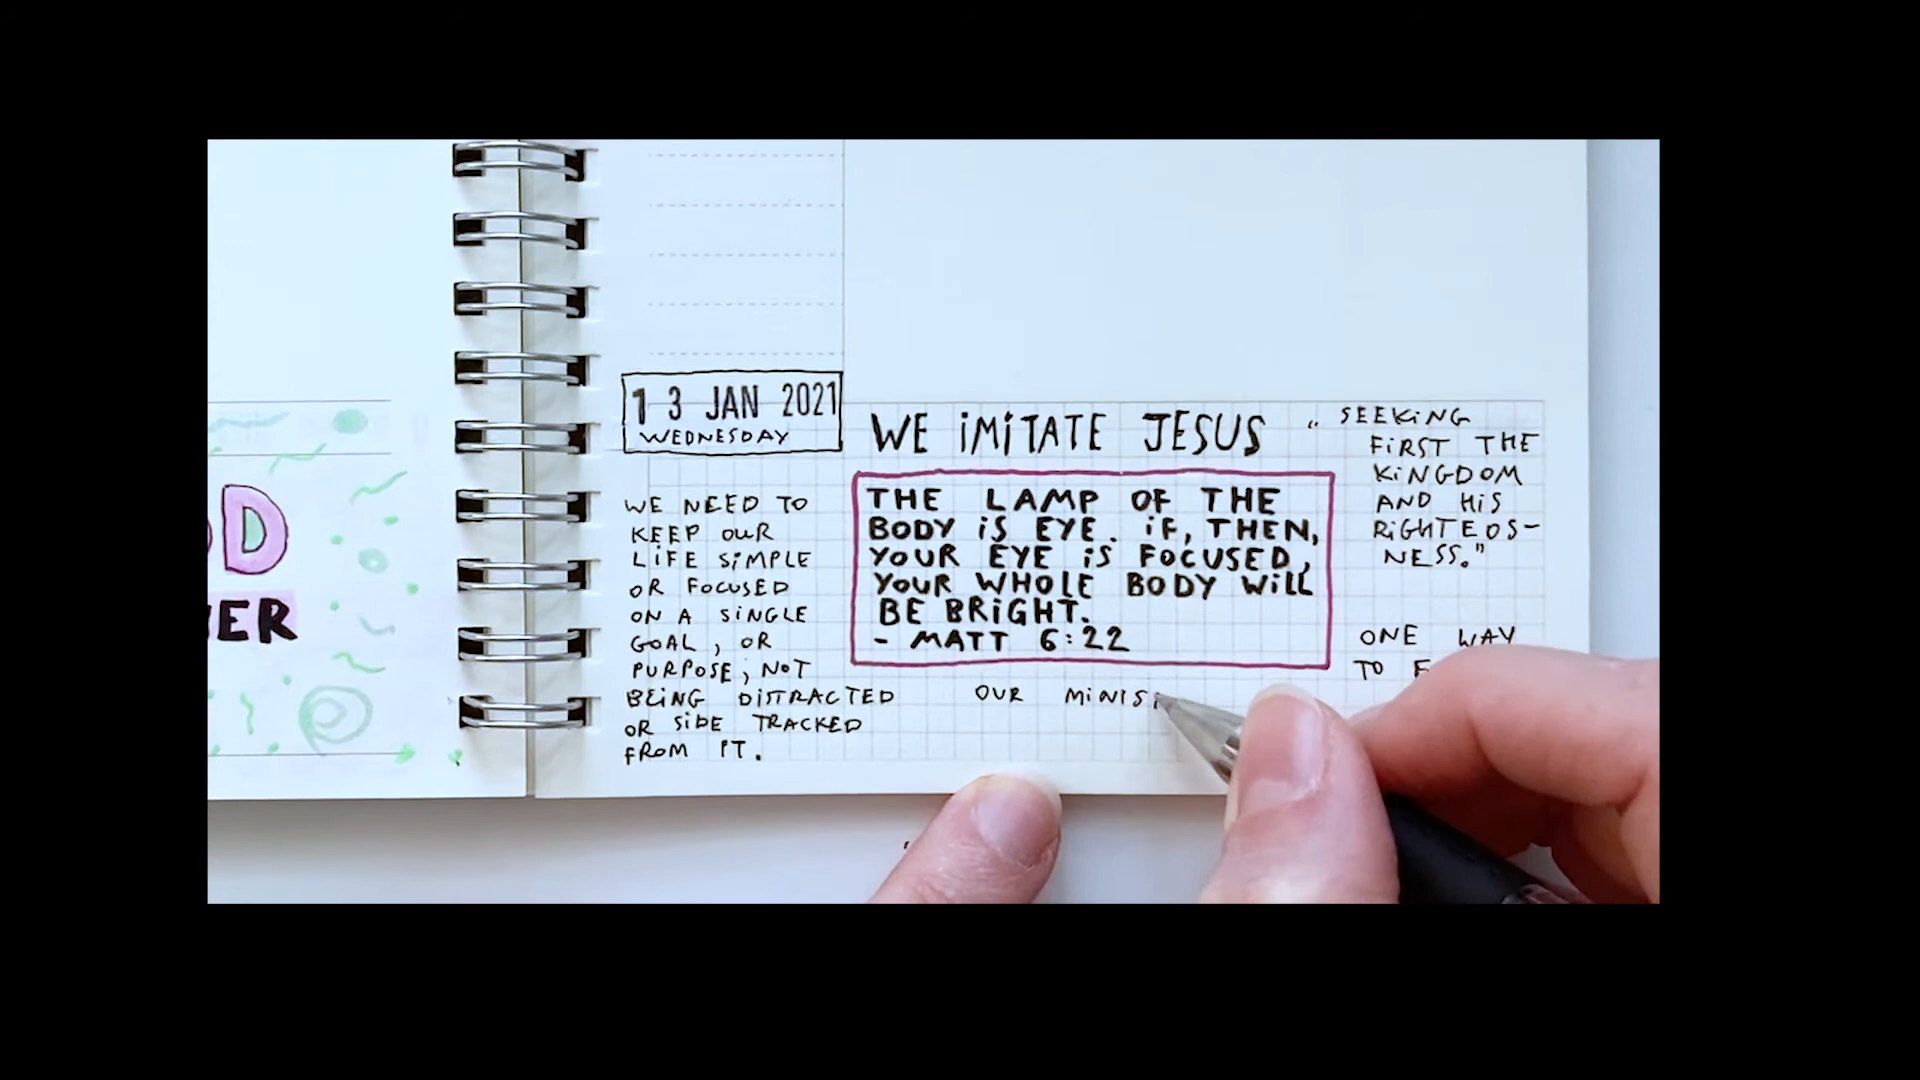 13 JAN 2021
WEDNESDAY
WE NEED TO
KEEP OUR
LIFE SIMPLE
OR FOCUSED
ON A SINGLE
GOAL, OR
PURPOSE; NOT
BEING DISTRACTED
OR SIDE TRACKED
FROM IT.
WE IMITATE JESUS
THE LAMP OF THE
BODY IS EYE. IF, THEN,
YOUR EYE IS FOCUSED,
YOUR WHOLE BODY WILL
BE BRIGHT.
- MATT 6:22
OUR MINIS
"SEEKING
FIRST THE
KINGDOM
AND HIS
RIGHTEOS-
NESS."
ONE WAY
TO